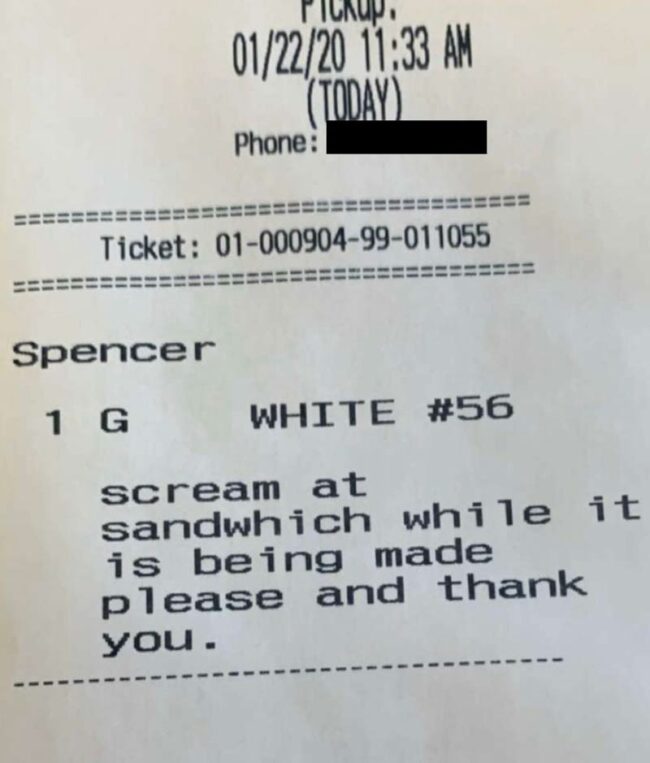 Pickup:
01/22/20 11:33 AM
(TODAY)
Phone:
==================================
Ticket: 01-000904-99-011055
==================================
Spencer
1 G WHITE #56
scream at
sandwhich while it
is being made
please and thank
you.
----------------------------------------